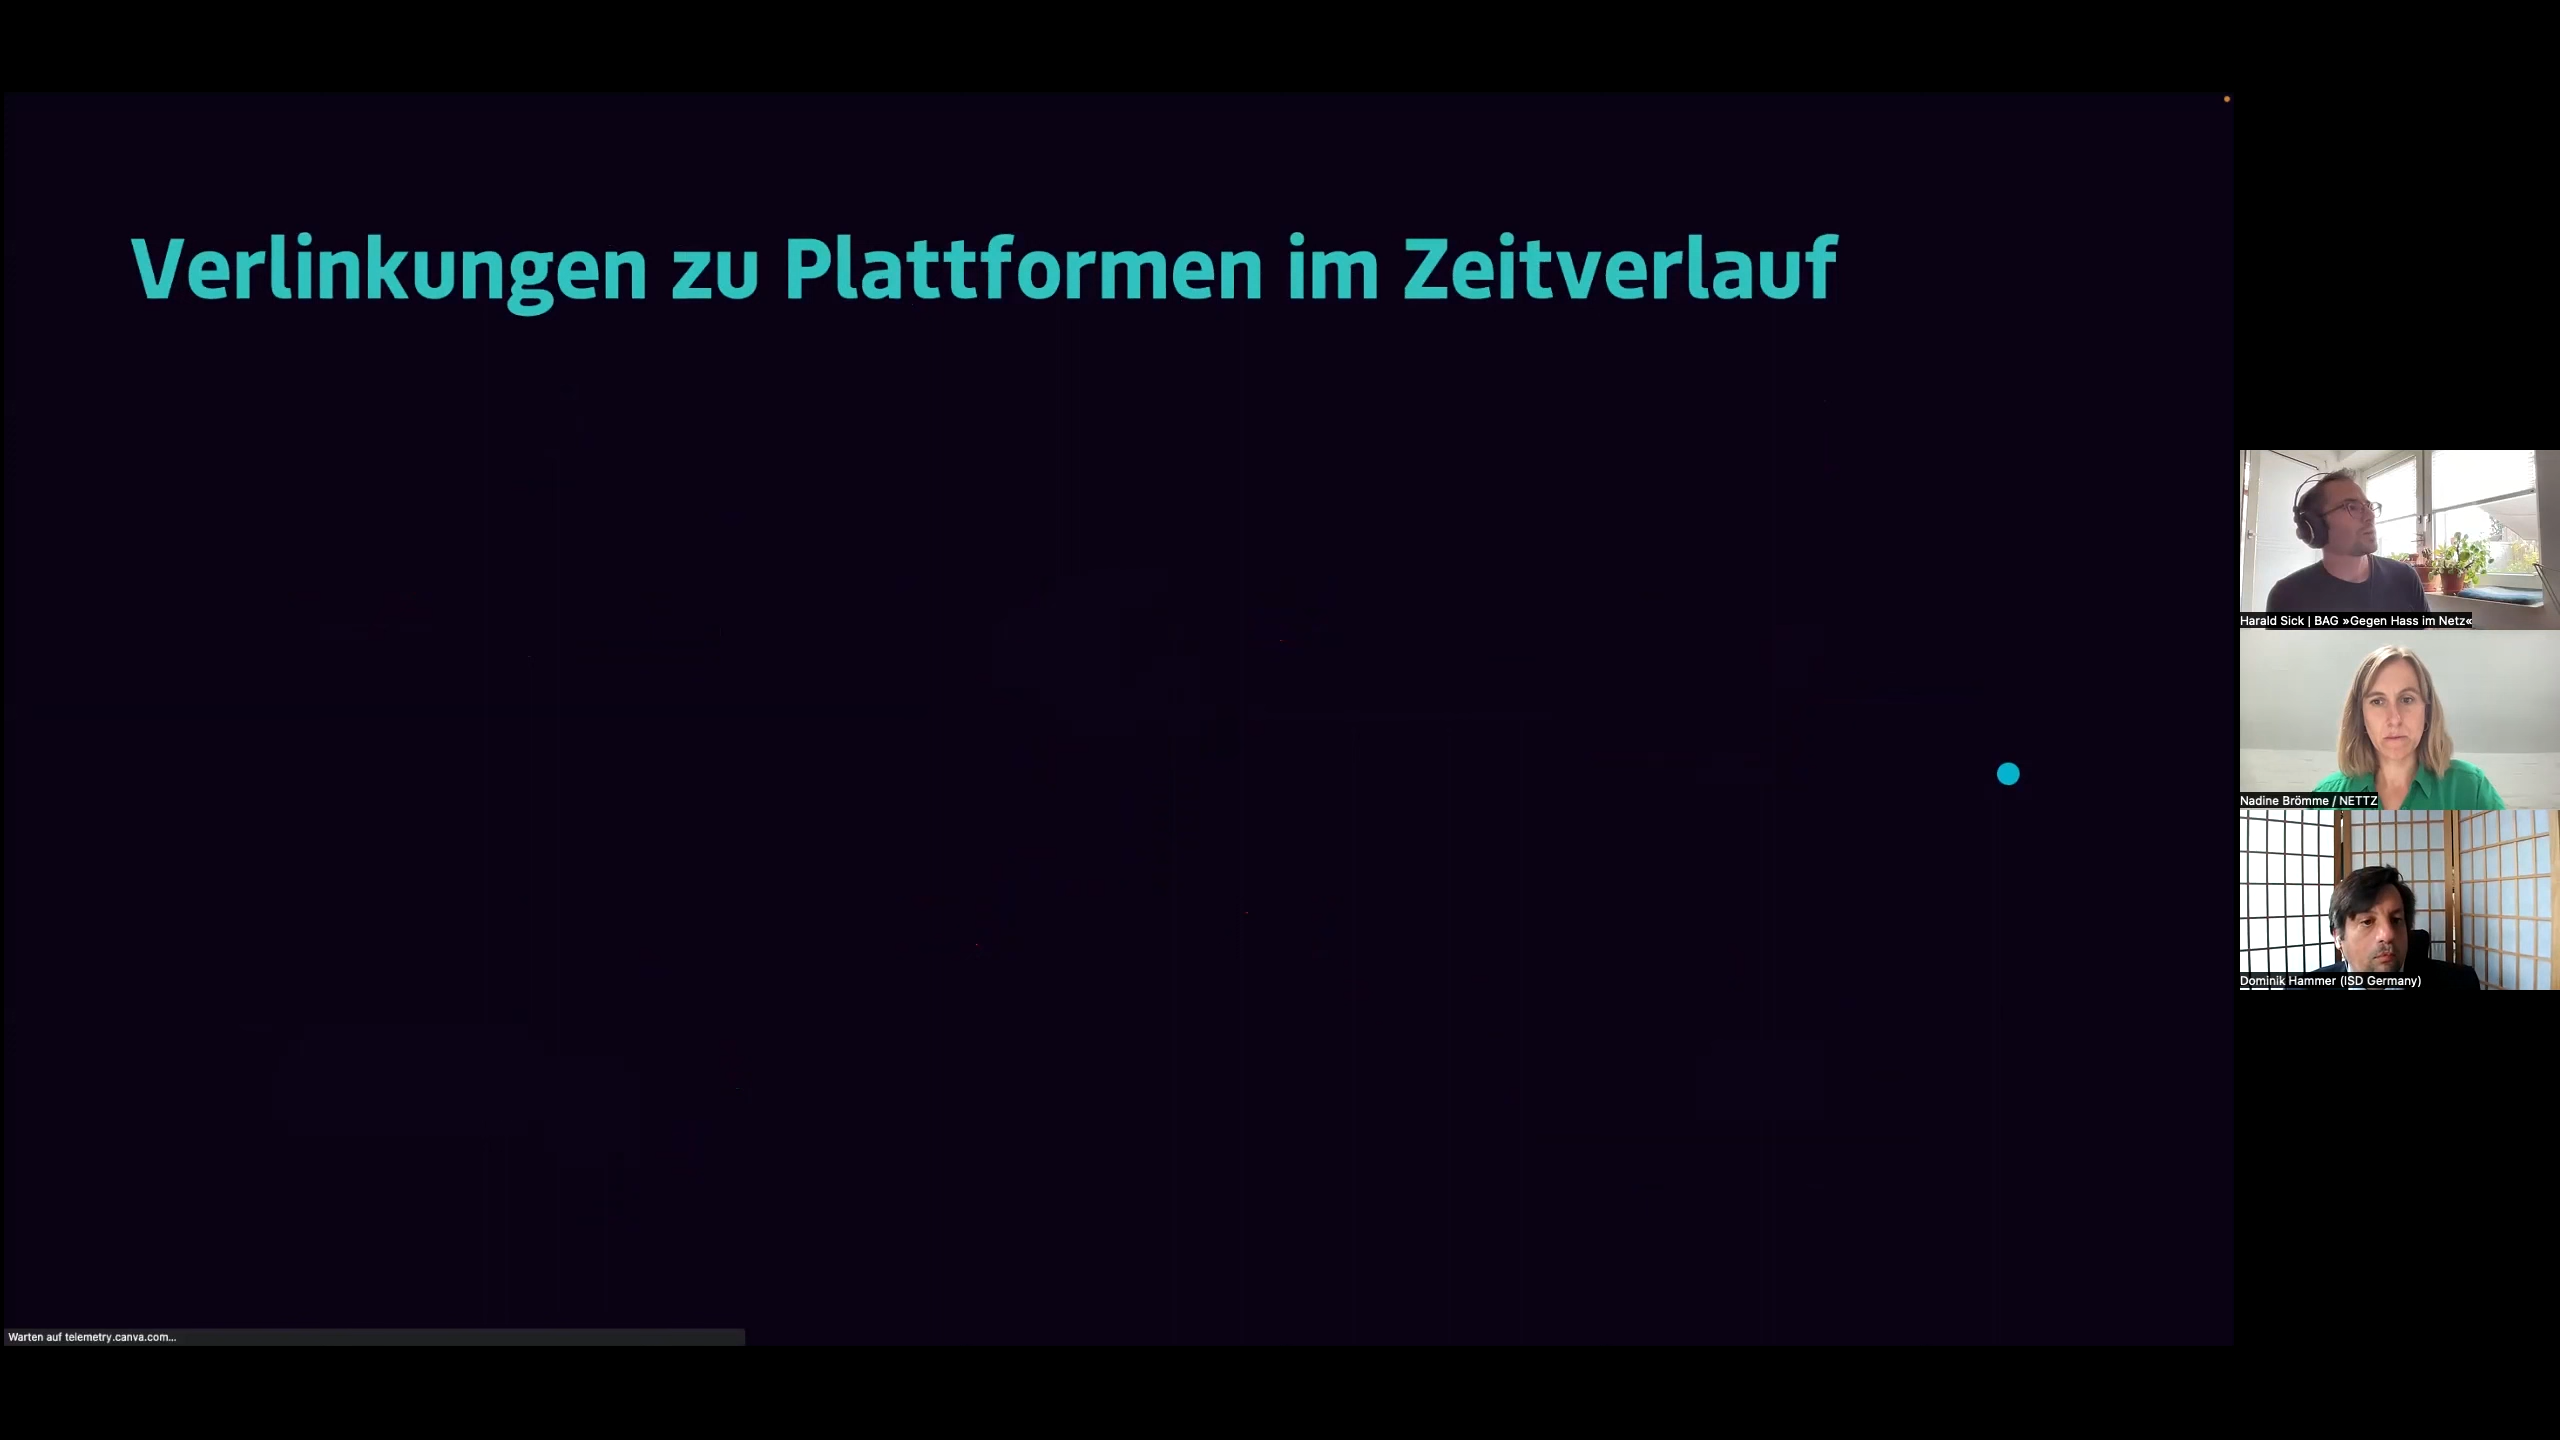 Verlinkungen zu Plattformen im Zeitverlauf
Harald Sick | BAG »Gegen Hass im Netz«
Nadine Brömme / NETTZ
Dominik Hammer (ISD Germany)
Warten auf telemetry.canva.com...